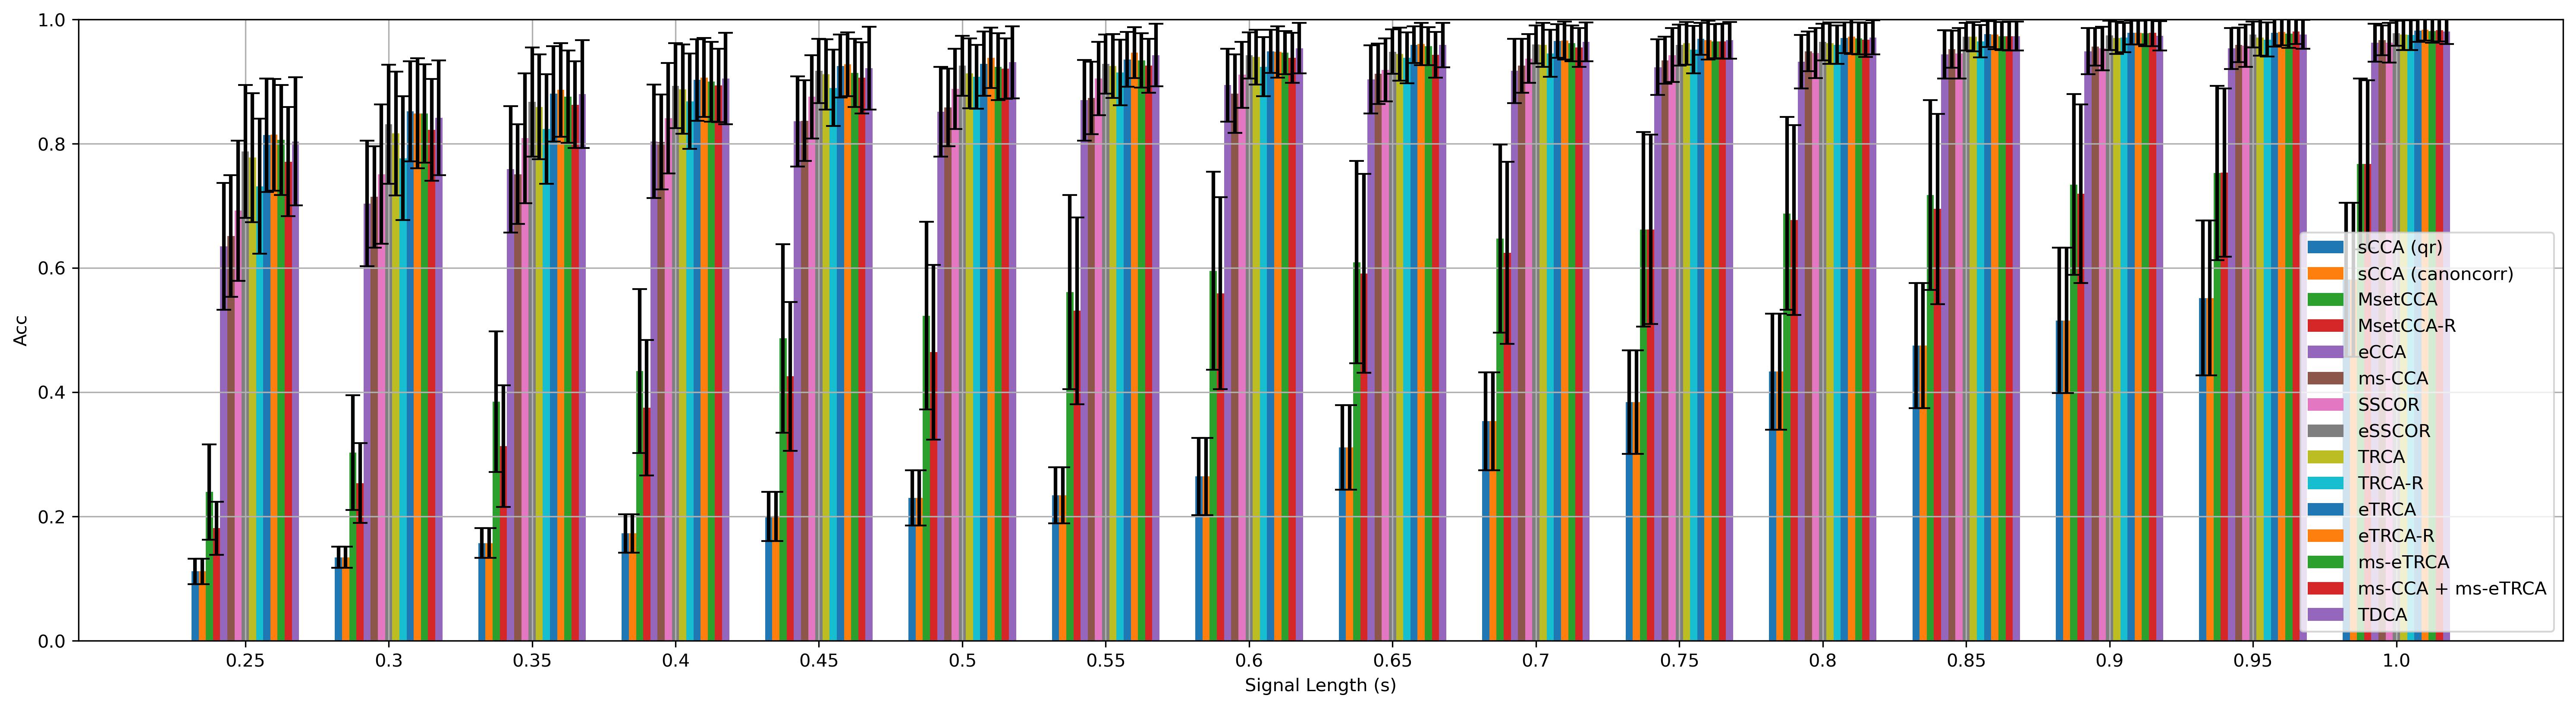 1.0
0.8
0.6
0.4
0.2
0.0
Acc
0.25 0.3 0.35 0.4 0.45 0.5 0.55 0.6 0.65 0.7 0.75 0.8 0.85 0.9 0.95 1.0
Signal Length (s)
sCCA (qr)
sCCA (canoncorr)
MsetCCA
MsetCCA-R
eCCA
ms-CCA
SSCOR
eSSCOR
TRCA
TRCA-R
eTRCA
eTRCA-R
ms-eTRCA
ms-CCA + ms-eTRCA
TDCA